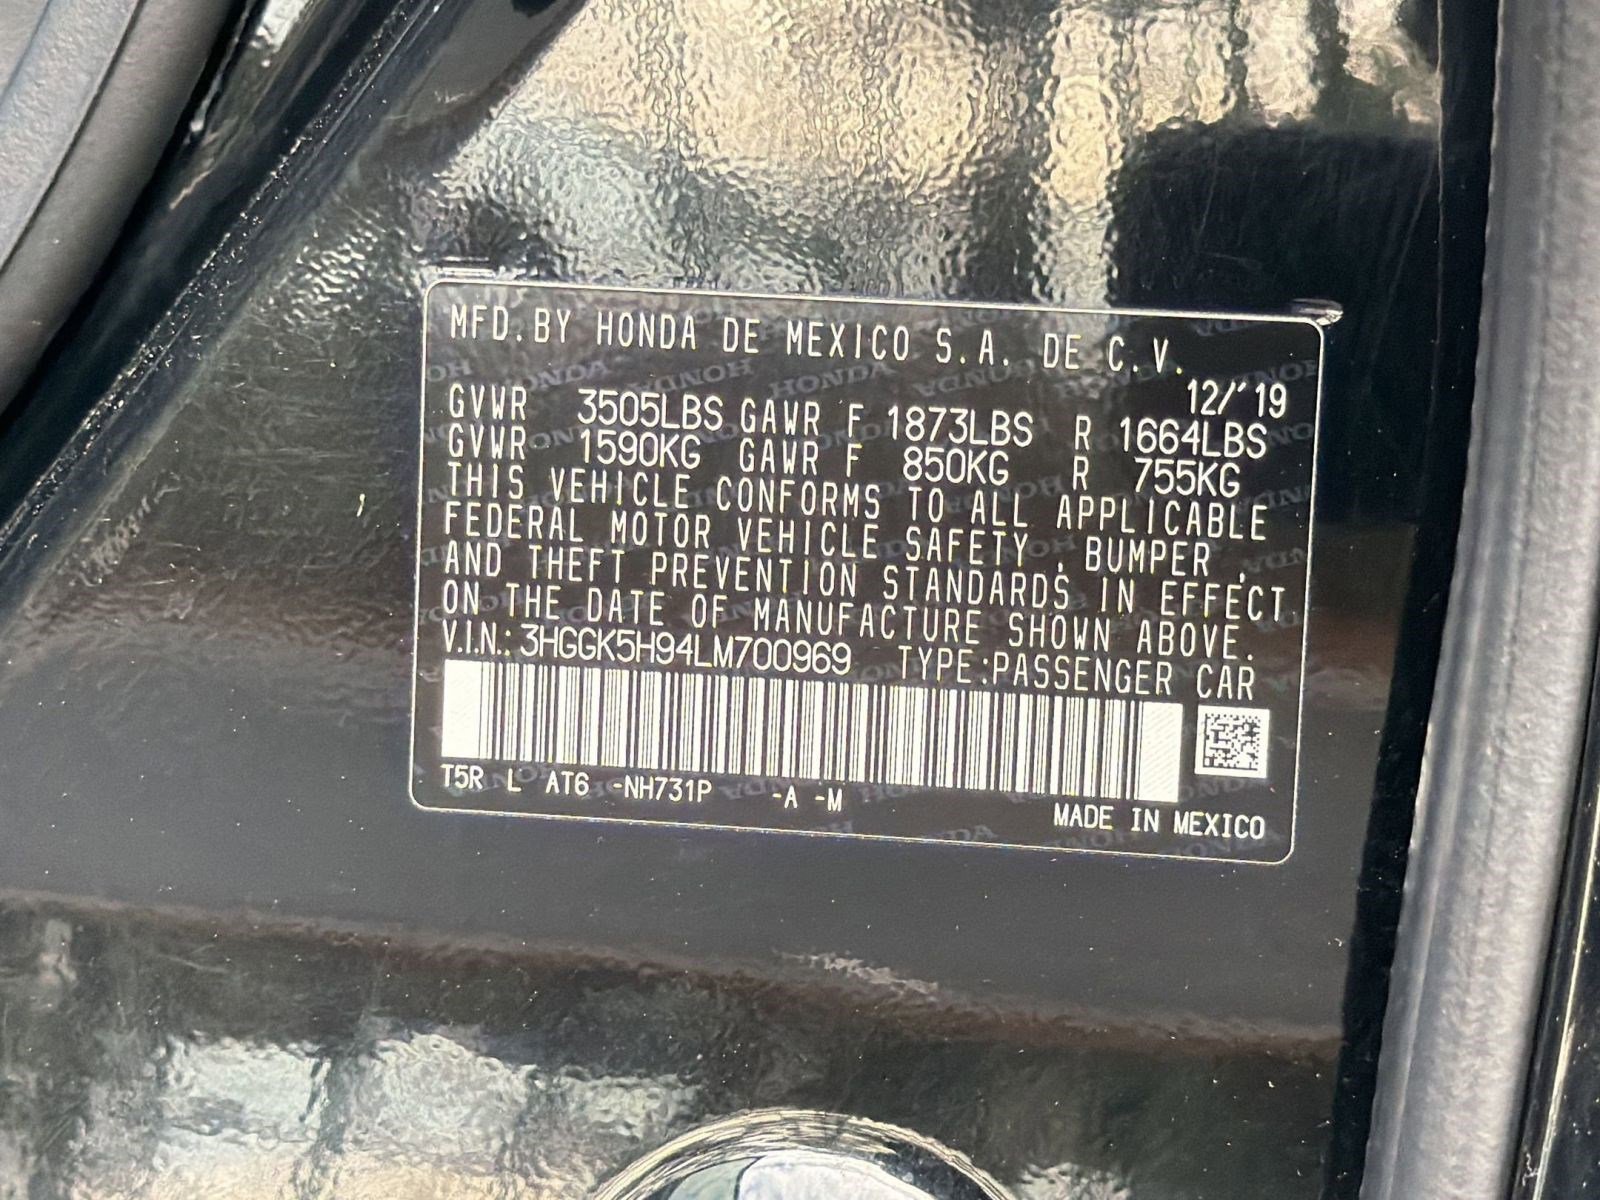 MFD. BY HONDA DE MEXICO S.A. DE C.V.
12/'19
GVWR 3505LBS GAWR F 1873LBS R 1664LBS
GVWR 1590KG GAWR F 850KG R 755KG
THIS VEHICLE CONFORMS TO ALL APPLICABLE
FEDERAL MOTOR VEHICLE SAFETY , BUMPER ,
AND THEFT PREVENTION STANDARDS IN EFFECT
ON THE DATE OF MANUFACTURE SHOWN ABOVE.
V.I.N.: 3HGGK5H94LM700969 TYPE:PASSENGER CAR
T5R L AT6 -NH731P -A -M
MADE IN MEXICO